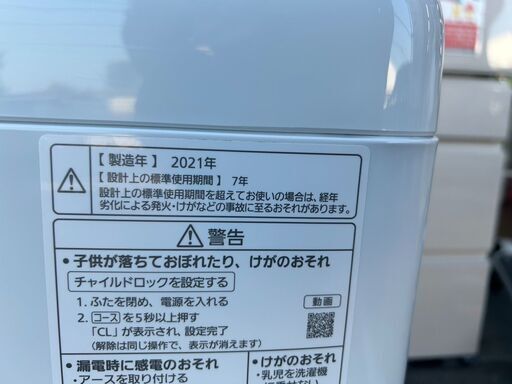 【 製造年 】 2021年
【 設計上の標準使用期間 】 7年
設計上の標準使用期間を超えてお使いの場合は、経年
劣化による発火・けがなどの事故に至るおそれがあります。
警告
• 子供が落ちておぼれたり、けがのおそれ
チャイルドロックを設定する
1. ふたを閉め、電源を入れる
2. コースを5秒以上押す
「CL」が表示され、設定完了
(解除は同じ操作で、表示が消えます)
動画
• 漏電時に感電のおそれ
- アースを取り付ける
• けがのおそれ
- 乳児を洗濯機